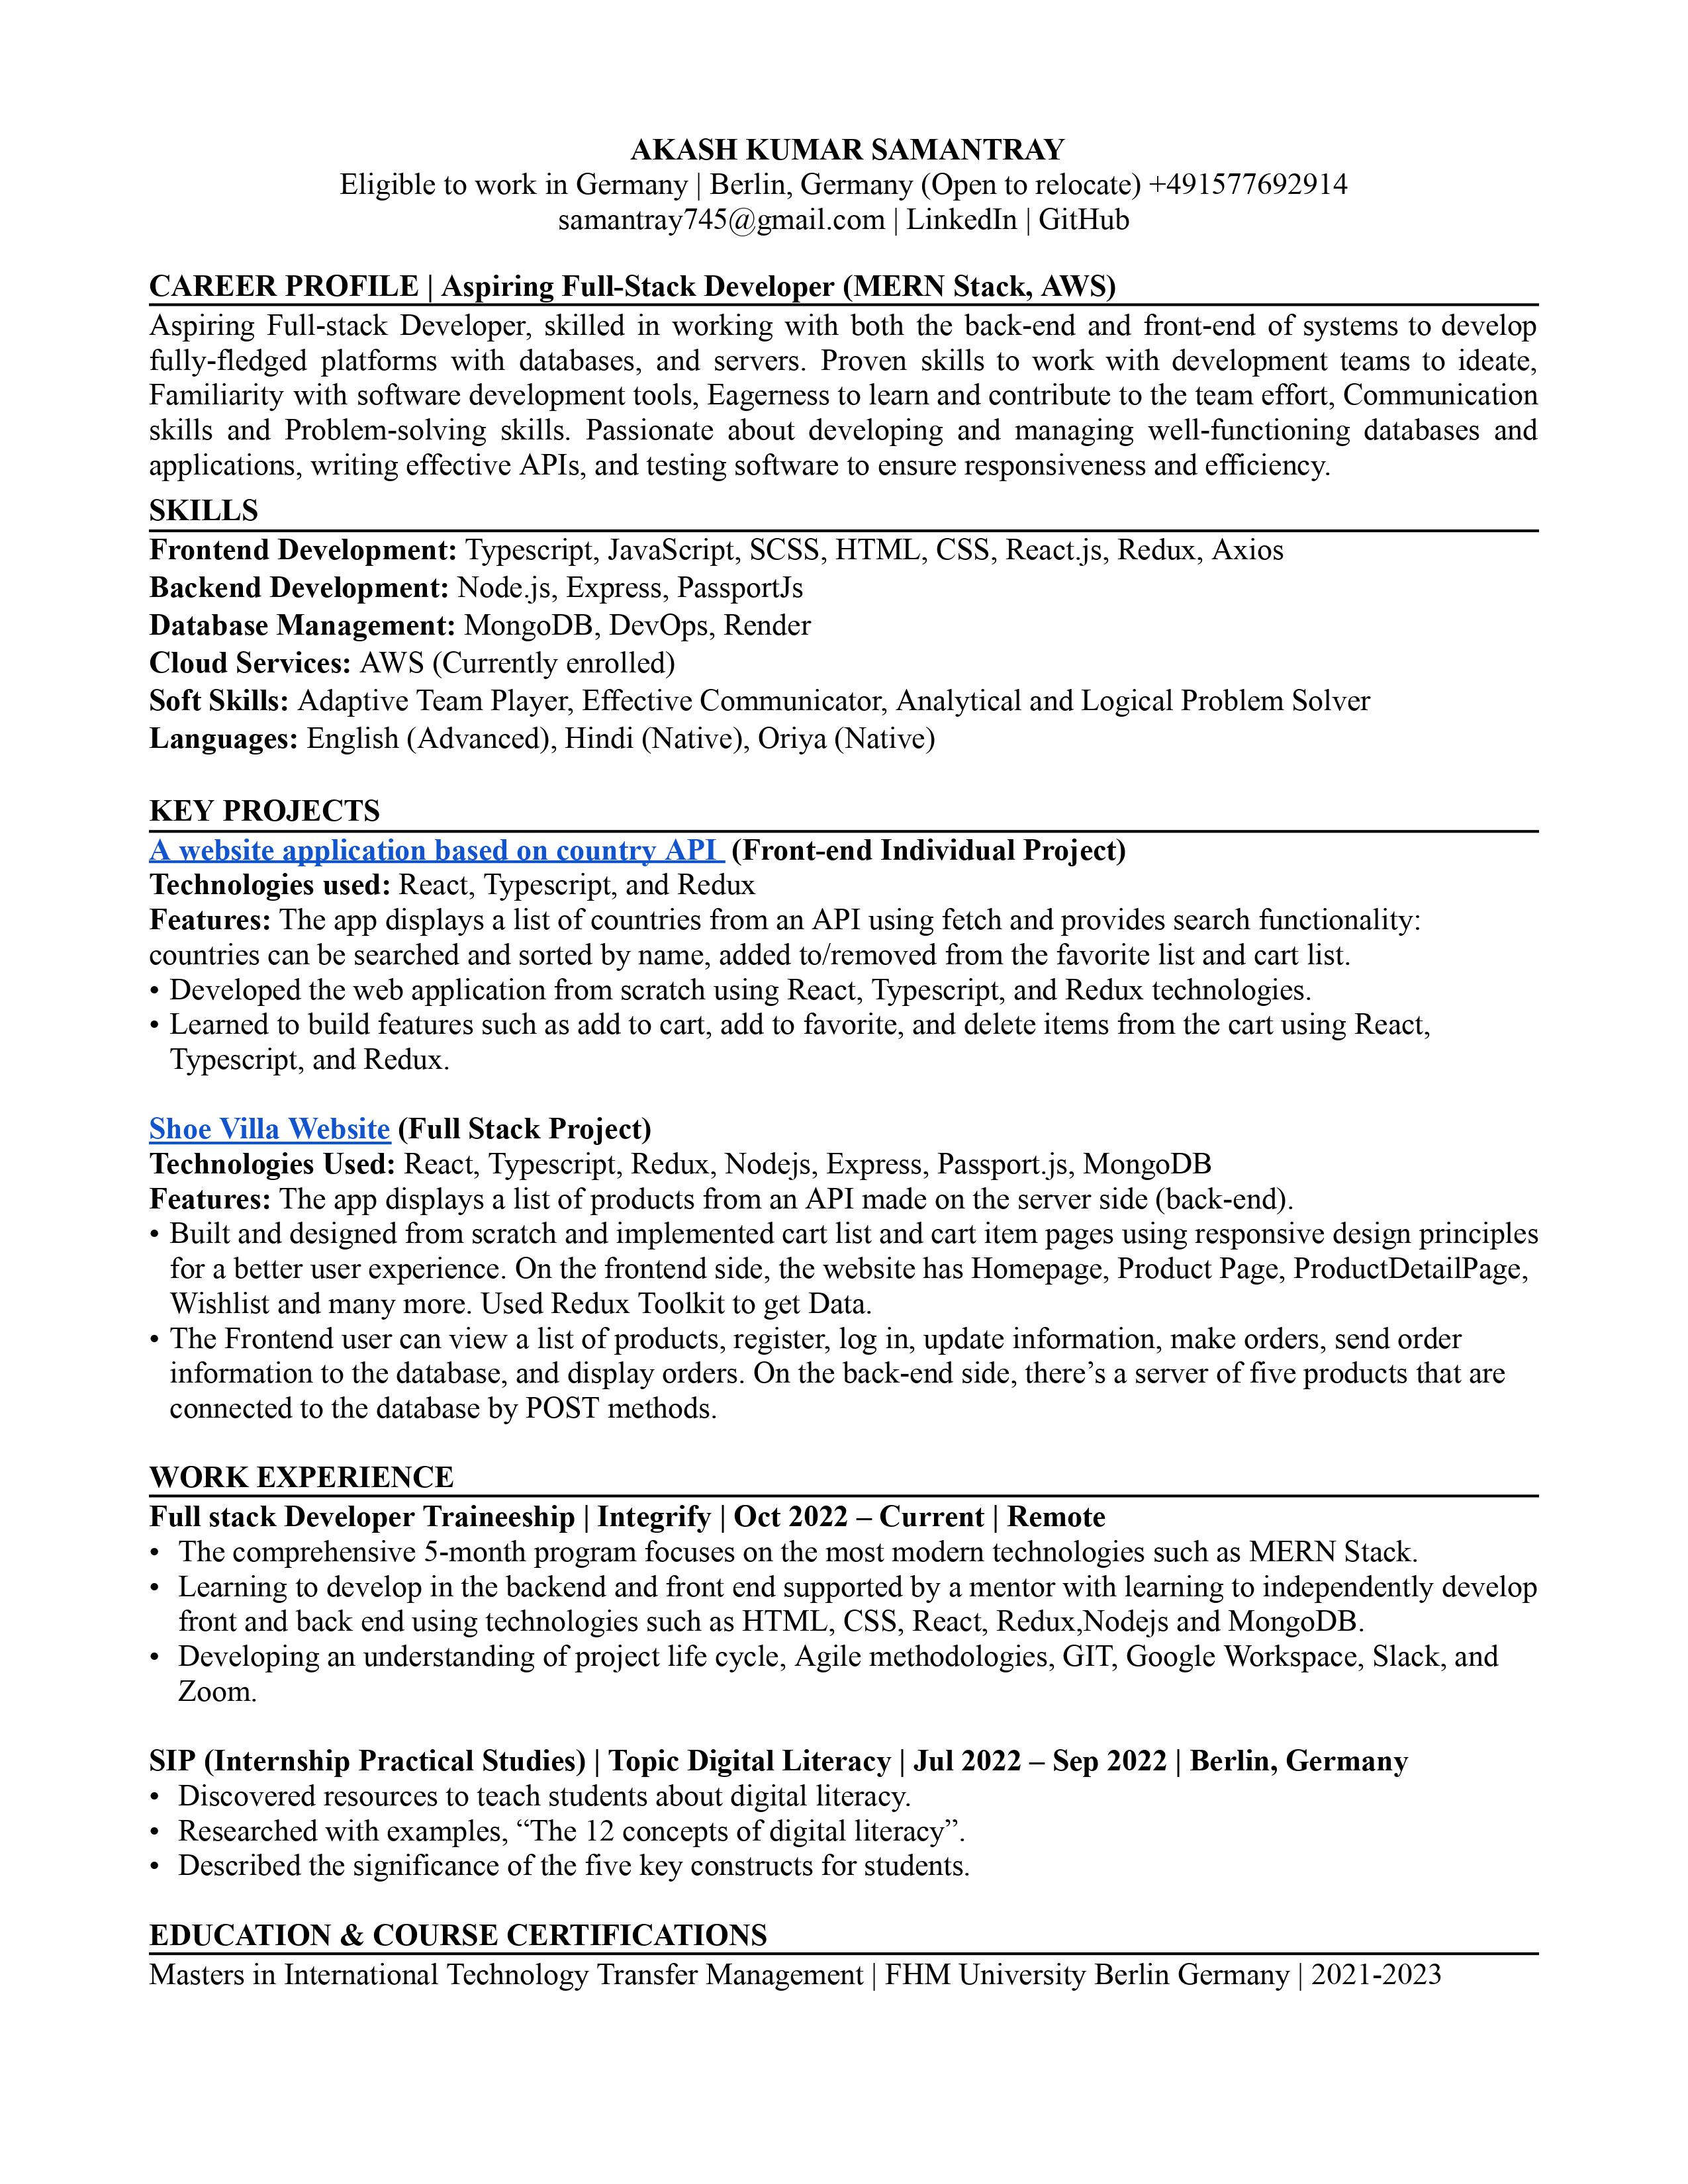 AKASH KUMAR SAMANTRAY
Eligible to work in Germany | Berlin, Germany (Open to relocate) +491577692914
samantray745@gmail.com | LinkedIn | GitHub
CAREER PROFILE | Aspiring Full-Stack Developer (MERN Stack, AWS)
Aspiring Full-stack Developer, skilled in working with both the back-end and front-end of systems to develop
fully-fledged platforms with databases, and servers. Proven skills to work with development teams to ideate,
Familiarity with software development tools, Eagerness to learn and contribute to the team effort, Communication
skills and Problem-solving skills. Passionate about developing and managing well-functioning databases and
applications, writing effective APIs, and testing software to ensure responsiveness and efficiency.
SKILLS
Frontend Development: Typescript, JavaScript, SCSS, HTML, CSS, React.js, Redux, Axios
Backend Development: Node.js, Express, PassportJs
Database Management: MongoDB, DevOps, Render
Cloud Services: AWS (Currently enrolled)
Soft Skills: Adaptive Team Player, Effective Communicator, Analytical and Logical Problem Solver
Languages: English (Advanced), Hindi (Native), Oriya (Native)
KEY PROJECTS
A website application based on country API (Front-end Individual Project)
Technologies used: React, Typescript, and Redux
Features: The app displays a list of countries from an API using fetch and provides search functionality:
countries can be searched and sorted by name, added to/removed from the favorite list and cart list.
• Developed the web application from scratch using React, Typescript, and Redux technologies.
• Learned to build features such as add to cart, add to favorite, and delete items from the cart using React,
Typescript, and Redux.
Shoe Villa Website (Full Stack Project)
Technologies Used: React, Typescript, Redux, Nodejs, Express, Passport.js, MongoDB
Features: The app displays a list of products from an API made on the server side (back-end).
• Built and designed from scratch and implemented cart list and cart item pages using responsive design principles
for a better user experience. On the frontend side, the website has Homepage, Product Page, ProductDetailPage,
Wishlist and many more. Used Redux Toolkit to get Data.
• The Frontend user can view a list of products, register, log in, update information, make orders, send order
information to the database, and display orders. On the back-end side, there’s a server of five products that are
connected to the database by POST methods.
WORK EXPERIENCE
Full stack Developer Traineeship | Integrify | Oct 2022 – Current | Remote
• The comprehensive 5-month program focuses on the most modern technologies such as MERN Stack.
• Learning to develop in the backend and front end supported by a mentor with learning to independently develop
front and back end using technologies such as HTML, CSS, React, Redux,Nodejs and MongoDB.
• Developing an understanding of project life cycle, Agile methodologies, GIT, Google Workspace, Slack, and
Zoom.
SIP (Internship Practical Studies) | Topic Digital Literacy | Jul 2022 – Sep 2022 | Berlin, Germany
• Discovered resources to teach students about digital literacy.
• Researched with examples, “The 12 concepts of digital literacy”.
• Described the significance of the five key constructs for students.
EDUCATION & COURSE CERTIFICATIONS
Masters in International Technology Transfer Management | FHM University Berlin Germany | 2021-2023